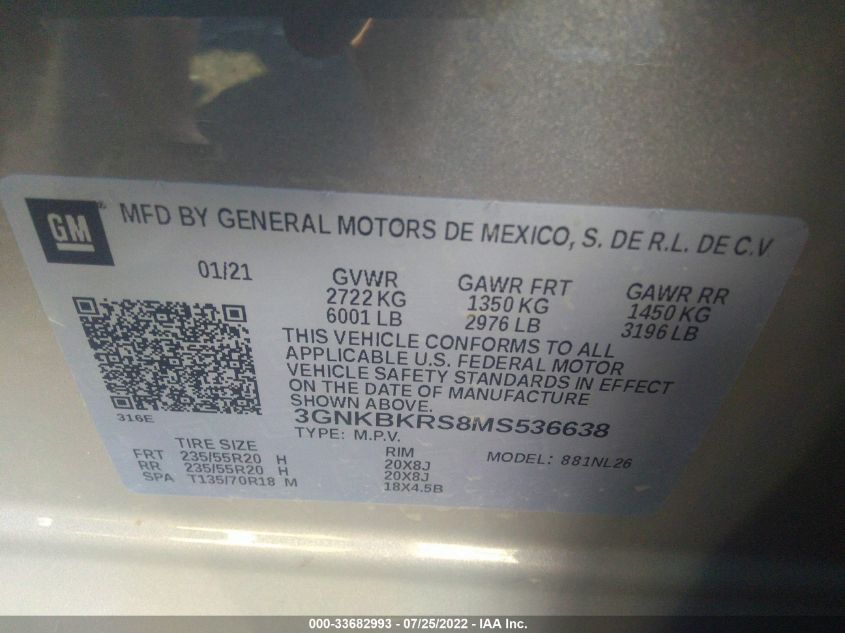 GM ® MFD BY GENERAL MOTORS DE MEXICO, S. DE R.L. DE C.V.
01/21
GVWR
2722 KG
6001 LB
GAWR FRT
1350 KG
2976 LB
GAWR RR
1450 KG
3196 LB
THIS VEHICLE CONFORMS TO ALL
APPLICABLE U.S. FEDERAL MOTOR
VEHICLE SAFETY STANDARDS IN EFFECT
ON THE DATE OF MANUFACTURE
SHOWN ABOVE.
3GNKBKRS8MS536638
TYPE: M.P.V.
MODEL: 881NL26
316E
TIRE SIZE RIM
FRT 235/55R20 H 20X8J
RR 235/55R20 H 20X8J
SPA T135/70R18 M 18X4.5B
000-33682993 - 07/25/2022 - IAA Inc.